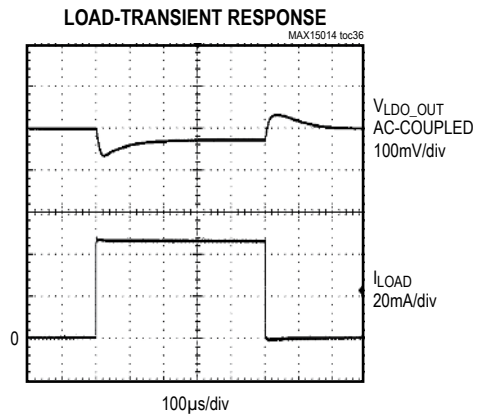 LOAD-TRANSIENT RESPONSE
MAX15014 toc36
VLDO_OUT
AC-COUPLED
100mV/div
ILOAD
20mA/div
0
100µs/div